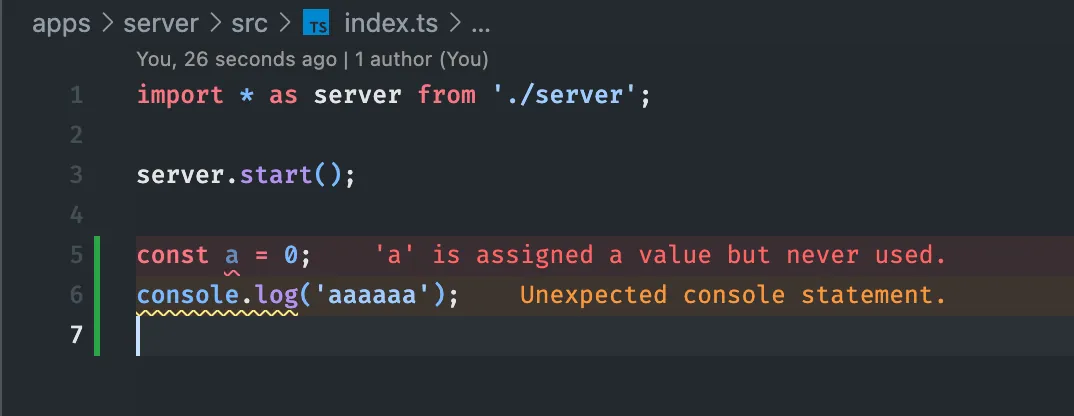 apps > server > src > TS index.ts > ...
You, 26 seconds ago | 1 author (You)
1 import * as server from './server';
2
3 server.start();
4
5 const a = 0; 'a' is assigned a value but never used.
6 console.log('aaaaaa'); Unexpected console statement.
7